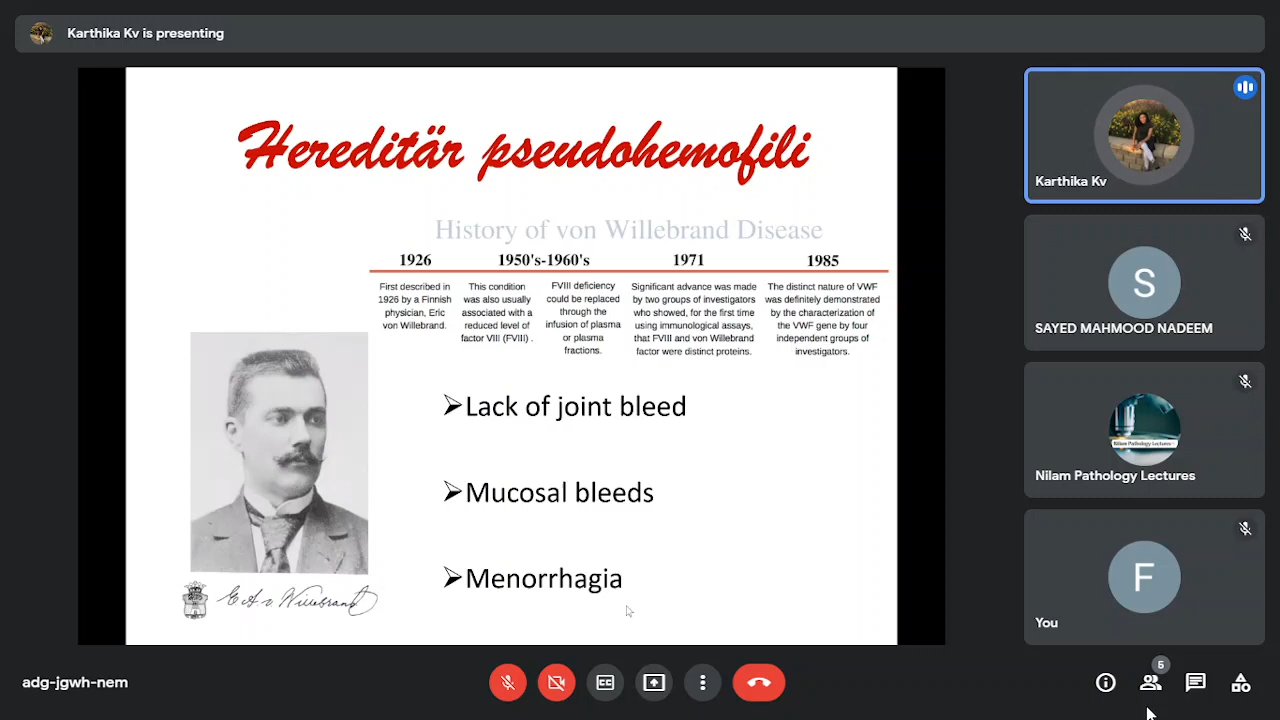 Karthika Kv is presenting
Hereditär pseudohemofili
History of von Willebrand Disease
1926
1950's-1960's
1971
1985
First described in
1926 by a Finnish
physician, Eric
von Willebrand.
This condition
was also usually
associated with a
reduced level of
factor VIII (FVIII) .
FVIII deficiency
could be replaced
through the
infusion of plasma
or plasma
fractions.
Significant advance was made
by two groups of investigators
who showed, for the first time
using immunological assays,
that FVIII and von Willebrand
factor were distinct proteins.
The distinct nature of VWF
was definitely demonstrated
by the characterization of
the VWF gene by four
independent groups of
investigators.
Lack of joint bleed
Mucosal bleeds
Menorrhagia
E A v Willebrand
Karthika Kv
S
SAYED MAHMOOD NADEEM
Nilam Pathology Lectures
Nilam Pathology Lectures
F
You
adg-jgwh-nem
CC
5